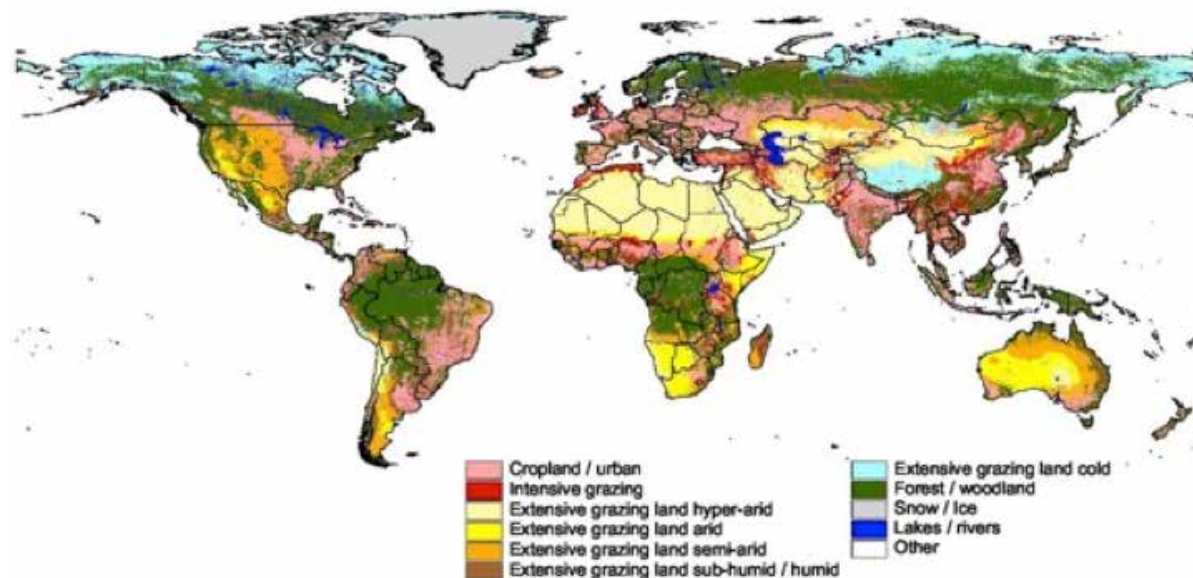 Cropland / urban
Intensive grazing
Extensive grazing land hyper-arid
Extensive grazing land arid
Extensive grazing land semi-arid
Extensive grazing land sub-humid / humid
Extensive grazing land cold
Forest / woodland
Snow / Ice
Lakes / rivers
Other